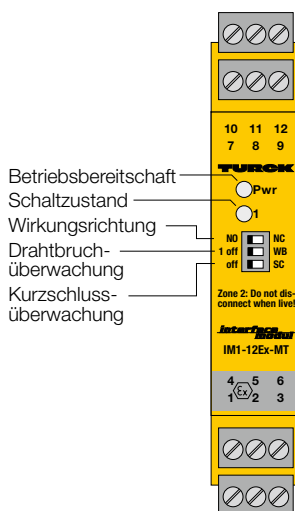 10 11 12
7 8 9
TURCK
Betriebsbereitschaft
Pwr
Schaltzustand
1
Wirkungsrichtung
NO NC
Drahtbruch-
überwachung
1 off WB
Kurzschluss-
überwachung
off SC
Zone 2: Do not dis-
connect when live!
interface
modul
IM1-12Ex-MT
4 5 6
Ex
1 2 3